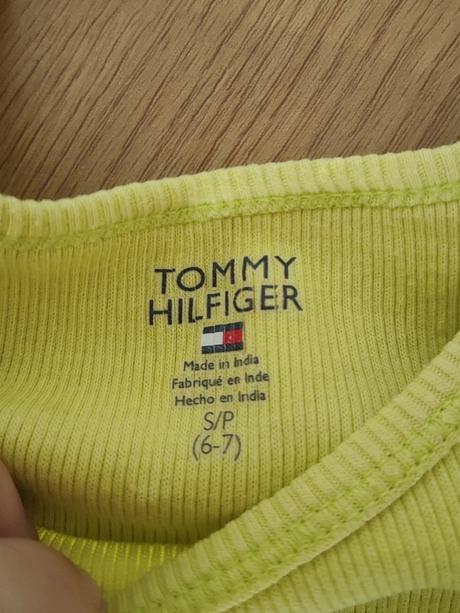 TOMMY
HILFIGER
Made in India
Fabriqué en Inde
Hecho en India
S/P
(6-7)